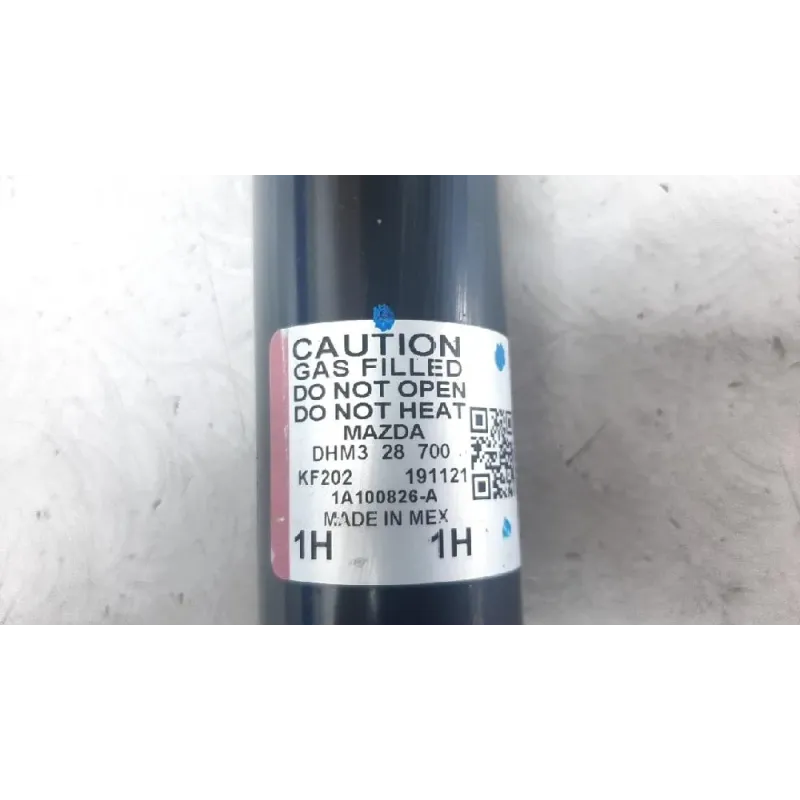 CAUTION
GAS FILLED
DO NOT OPEN
DO NOT HEAT
MAZDA
DHM3 28 700
KF202 191121
1A100826-A
MADE IN MEX
1H 1H